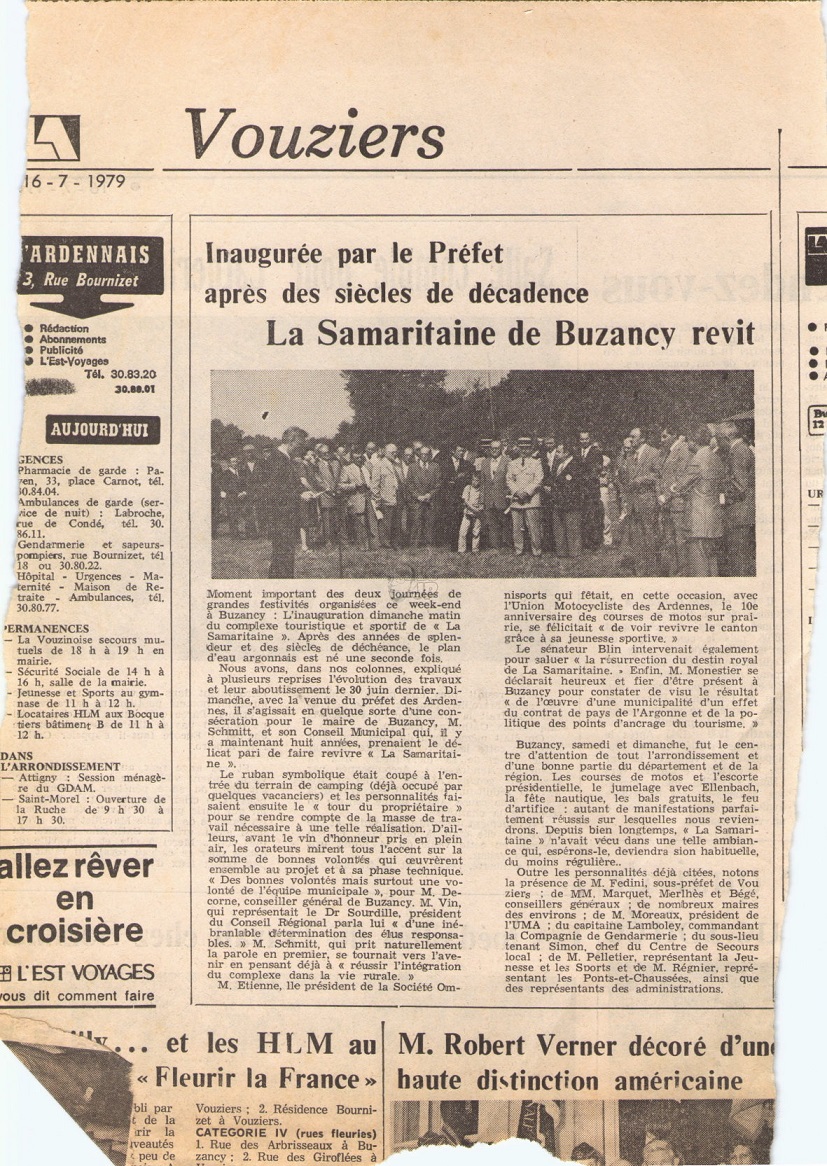 Vouziers
16 - 7 - 1979
'ARDENNAIS
3, Rue Bournizet
● Rédaction
● Abonnements
● Publicité
● L'Est-Voyages
Tél. 30.83.20
30.88.01
AUJOURD'HUI
GENCES
Pharmacie de garde : Pa-
en, 33, place Carnot, tél.
30.84.04.
Ambulances de garde (ser-
vice de nuit) : Labroche,
rue de Condé, tél. 30.
86.11.
Gendarmerie et sapeurs-
pompiers, rue Bournizet, tél
18 ou 30.80.22.
Hôpital - Urgences - Ma-
ternité - Maison de Re-
traite - Ambulances, tél.
30.80.77.
PERMANENCES
— La Vouzinoise secours mu-
tuels de 18 h à 19 h en
mairie.
— Sécurité Sociale de 14 h à
16 h, salle de la mairie.
— Jeunesse et Sports au gym-
nase de 11 h à 12 h.
— Locataires HLM aux Bocque
tiers bâtiment B de 11 h à
12 h.
DANS
L'ARRONDISSEMENT
— Attigny : Session ménagè-
re du GDAM.
— Saint-Morel : Ouverture de
la Ruche de 9 h 30 à
17 h 30.
allez rêver
en
croisière
L'EST VOYAGES
vous dit comment faire
Inaugurée par le Préfet
après des siècles de décadence
La Samaritaine de Buzancy revit
Moment important des deux journées de
grandes festivités organisées ce week-end
à Buzancy : L'inauguration dimanche matin
du complexe touristique et sportif de « La
Samaritaine ». Après des années de splen-
deur et des siècles de déchéance, le plan
d'eau argonnais est né une seconde fois.
Nous avons, dans nos colonnes, expliqué
à plusieurs reprises l'évolution des travaux
et leur aboutissement le 30 juin dernier. Di-
manche, avec la venue du préfet des Arden-
nes, il s'agissait en quelque sorte d'une con-
sécration pour le maire de Buzancy, M.
Schmitt, et son Conseil Municipal qui, il y
a maintenant huit années, prenaient le dé-
licat pari de faire revivre « La Samaritai-
ne ».
Le ruban symbolique était coupé à l'en-
trée du terrain de camping (déjà occupé par
quelques vacanciers) et les personnalités fai-
saient ensuite le « tour du propriétaire »
pour se rendre compte de la masse de tra-
vail nécessaire à une telle réalisation. D'ail-
leurs, avant le vin d'honneur pris en plein
air, les orateurs mirent tous l'accent sur la
somme de bonnes volontés qui œuvrèrent
ensemble au projet et à sa phase technique.
« Des bonnes volontés mais surtout une vo-
lonté de l'équipe municipale », pour M. De-
corne, conseiller général de Buzancy. M. Vin,
qui représentait le Dr Sourdille, président
du Conseil Régional parla lui « d'une iné-
branlable détermination des élus responsa-
bles. » M. Schmitt, qui prit naturellement
la parole en premier, se tournait vers l'ave-
nir en pensant déjà à « réussir l'intégration
du complexe dans la vie rurale. »
M. Etienne, lle président de la Société Om-
nisports qui fêtait, en cette occasion, avec
l'Union Motocycliste des Ardennes, le 10e
anniversaire des courses de motos sur prai-
rie, se félicitait « de voir revivre le canton
grâce à sa jeunesse sportive. »
Le sénateur Blin intervenait également
pour saluer « la résurrection du destin royal
de La Samaritaine. » Enfin, M. Monestier se
déclarait heureux et fier d'être présent à
Buzancy pour constater de visu le résultat
« de l'œuvre d'une municipalité d'un effet
du contrat de pays de l'Argonne et de la po-
litique des points d'ancrage du tourisme. »
Buzancy, samedi et dimanche, fut le cen-
tre d'attention de tout l'arrondissement et
d'une bonne partie du département et de la
région. Les courses de motos et l'escorte
présidentielle, le jumelage avec Ellenbach,
la fête nautique, les bals gratuits, le feu
d'artifice ; autant de manifestations parfai-
tement réussis sur lesquelles nous revien-
drons. Depuis bien longtemps, « La Samari-
taine » n'avait vécu dans une telle ambian-
ce qui, espérons-le, deviendra sion habituelle,
du moins régulière..
Outre les personnalités déjà citées, notons
la présence de M. Fedini, sous-préfet de Vou
ziers ; de MM. Marquet, Merlhès et Bégé,
conseillers généraux ; de nombreux maires
des environs ; de M. Moreaux, président de
l'UMA ; du capitaine Lamboley, commandant
la Compagnie de Gendarmerie ; du sous-lieu
tenant Simon, chef du Centre de Secours
local ; de M. Pelletier, représentant la Jeu-
nesse et les Sports et de M. Régnier, repré-
sentant les Ponts-et-Chaussées, ainsi que
des représentants des administrations.
... et les HLM au
« Fleurir la France »
Vouziers ; 2. Résidence Bourni-
zet à Vouziers.
CATEGORIE IV (rues fleuries)
1. Rue des Arbrisseaux à Bu-
zancy ; 2. Rue des Giroflées à
M. Robert Verner décoré d'une
haute distinction américaine